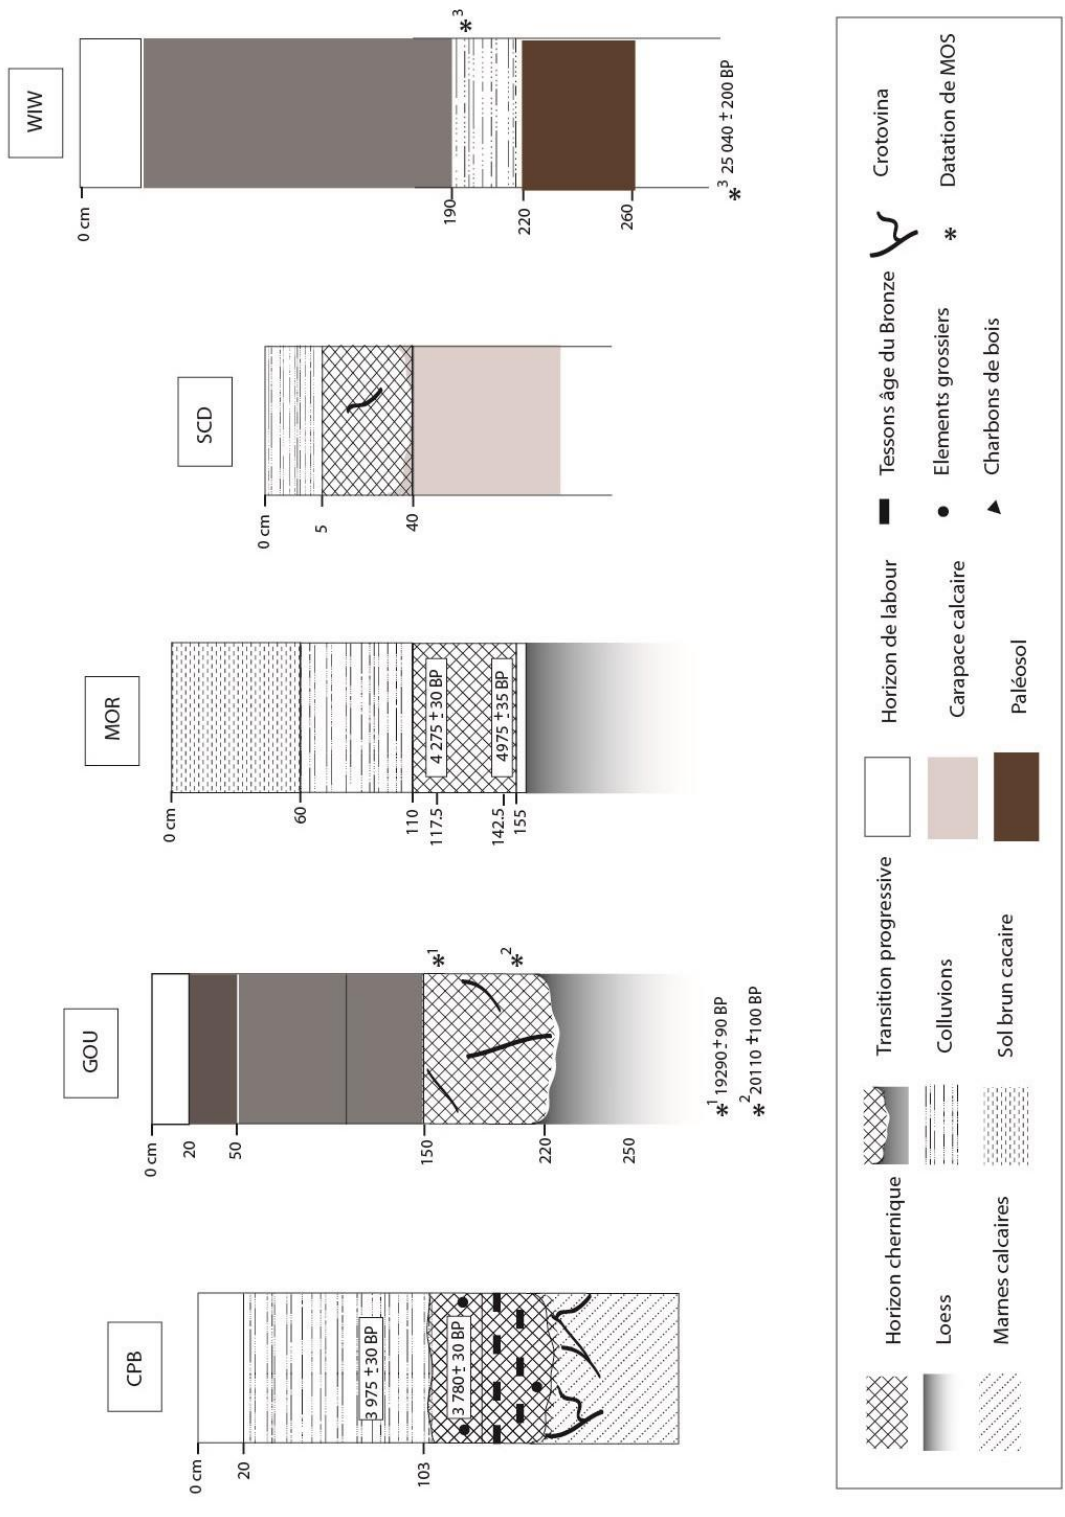 CPB
0 cm
20
103
3 975 ± 30 BP
3 780 ± 30 BP
GOU
0 cm
20
50
150
220
250
*1
*2
*1 19290 ± 90 BP
*2 20110 ±100 BP
MOR
0 cm
60
110
117.5
142.5
155
4 275 ± 30 BP
4975 ± 35 BP
SCD
0 cm
5
40
WIW
0 cm
190
220
260
*3
*3 25 040 ± 200 BP
Horizon chernique
Loess
Marnes calcaires
Transition progressive
Colluvions
Sol brun cacaire
Horizon de labour
Carapace calcaire
Paléosol
Tessons âge du Bronze
Elements grossiers
Charbons de bois
Crotovina
* Datation de MOS